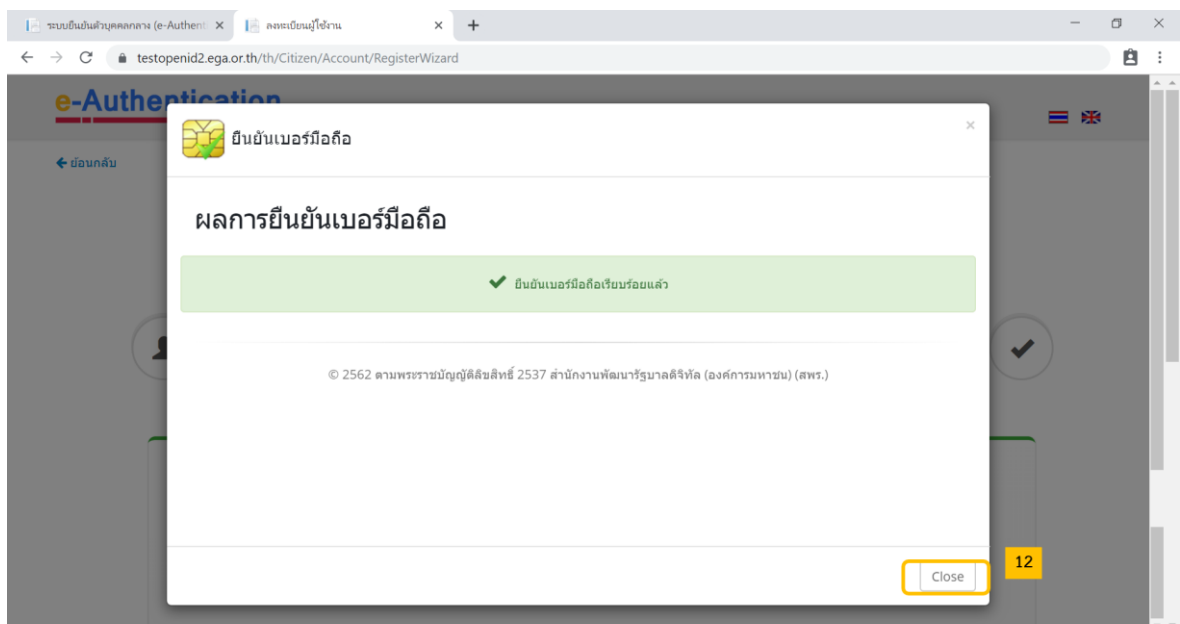 ระบบยืนยันตัวบุคคลกลาง (e-Authenti
ลงทะเบียนผู้ใช้งาน
testopenid2.ega.or.th/th/Citizen/Account/RegisterWizard
e-Authentication
ย้อนกลับ
ยืนยันเบอร์มือถือ
ผลการยืนยันเบอร์มือถือ
ยืนยันเบอร์มือถือเรียบร้อยแล้ว
© 2562 ตามพระราชบัญญัติลิขสิทธิ์ 2537 สำนักงานพัฒนารัฐบาลดิจิทัล (องค์การมหาชน) (สพร.)
Close
12